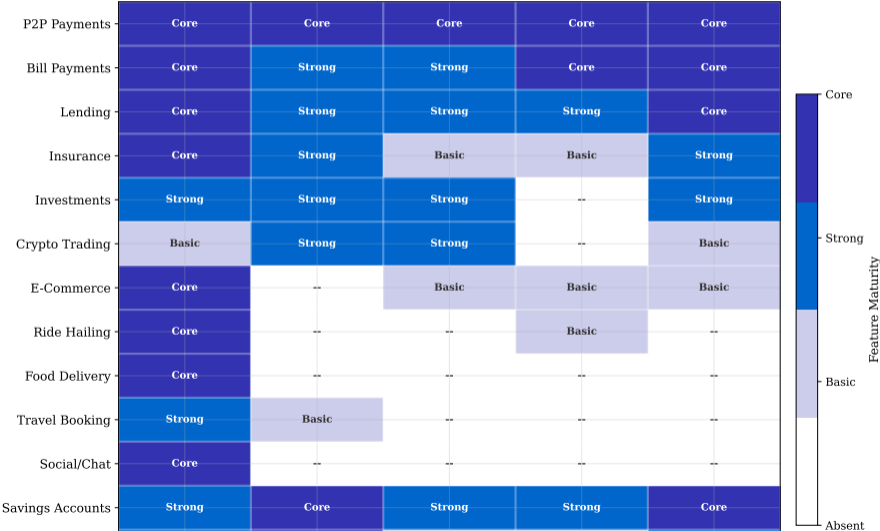 P2P Payments Core Core Core Core Core
Bill Payments Core Strong Strong Core Core
Lending Core Strong Strong Strong Core
Insurance Core Strong Basic Basic Strong
Investments Strong Strong Strong -- Strong
Crypto Trading Basic Strong Strong -- Basic
E-Commerce Core -- Basic Basic Basic
Ride Hailing Core -- -- Basic --
Food Delivery Core -- -- -- --
Travel Booking Strong Basic -- -- --
Social/Chat Core -- -- -- --
Savings Accounts Strong Core Strong Strong Core
Core
Strong
Basic
Absent
Feature Maturity